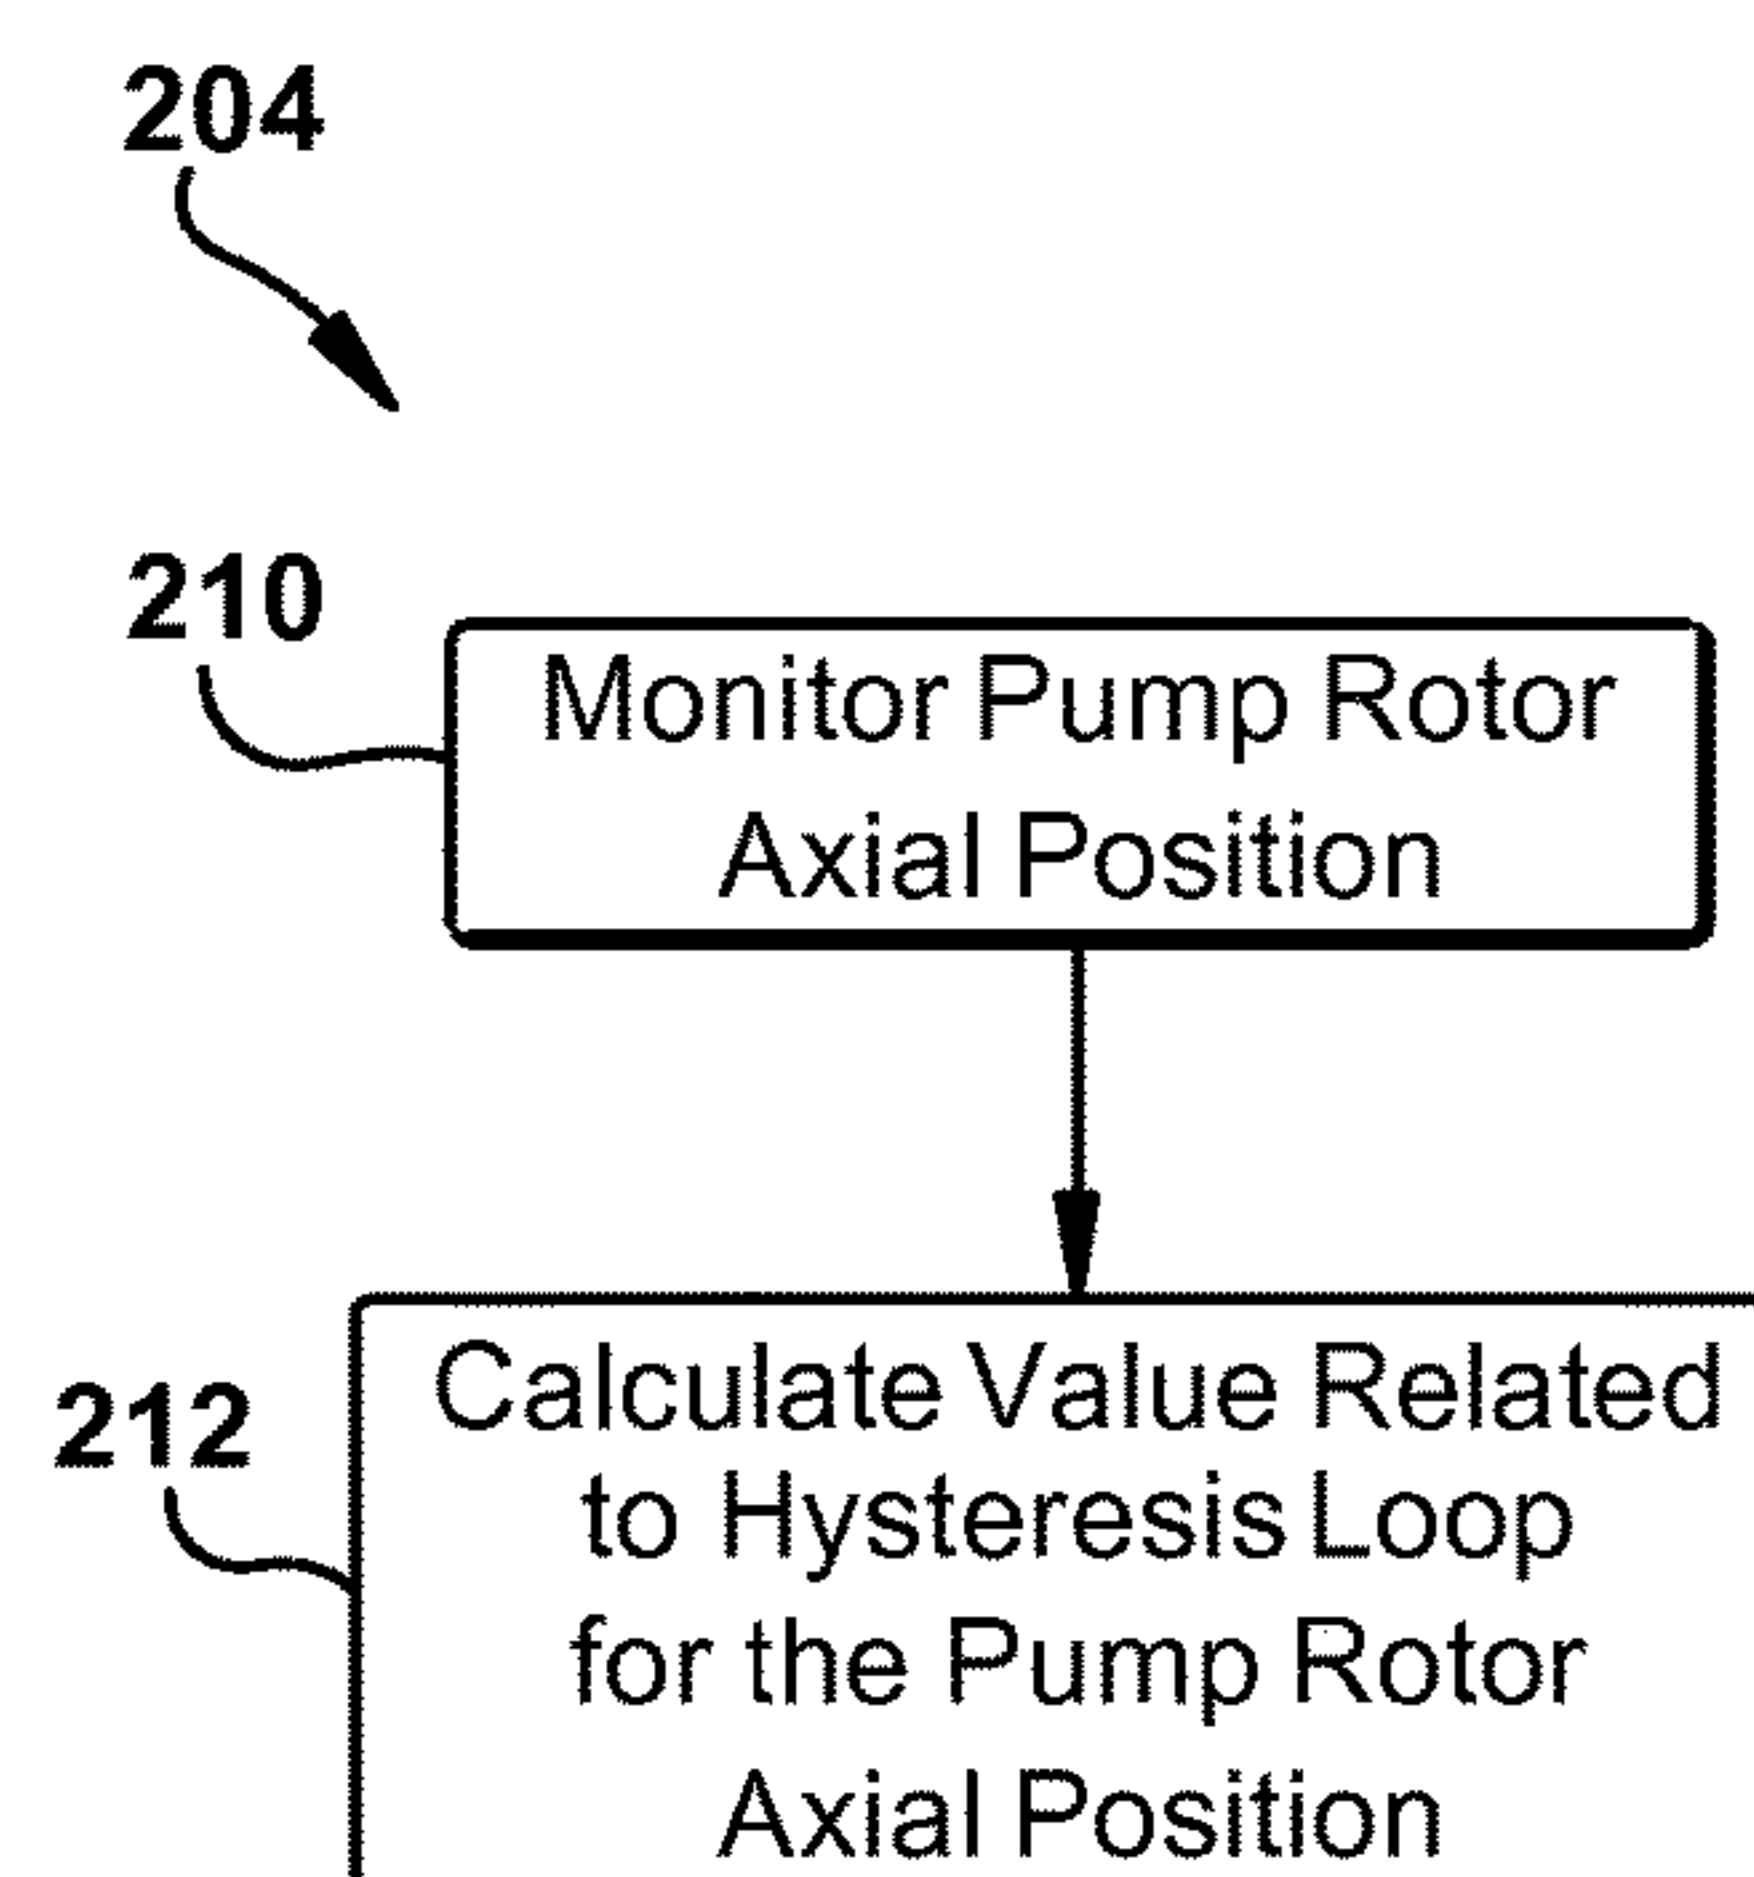 204
210
Monitor Pump Rotor
Axial Position
212
Calculate Value Related
to Hysteresis Loop
for the Pump Rotor
Axial Position